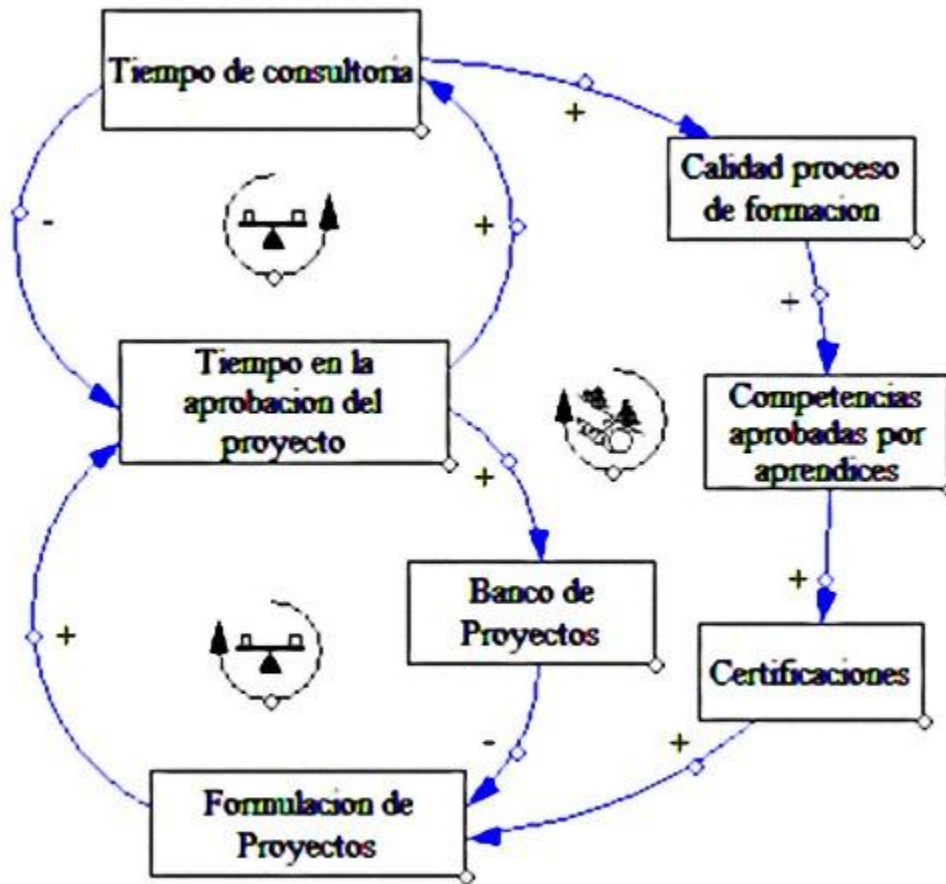 Tiempo de consultoria
+
Calidad proceso
de formacion
-
+
+
Tiempo en la
aprobacion del
proyecto
Competencias
aprobadas por
aprendices
+
+
Banco de
Proyectos
+
Certificaciones
-
+
Formulacion de
Proyectos